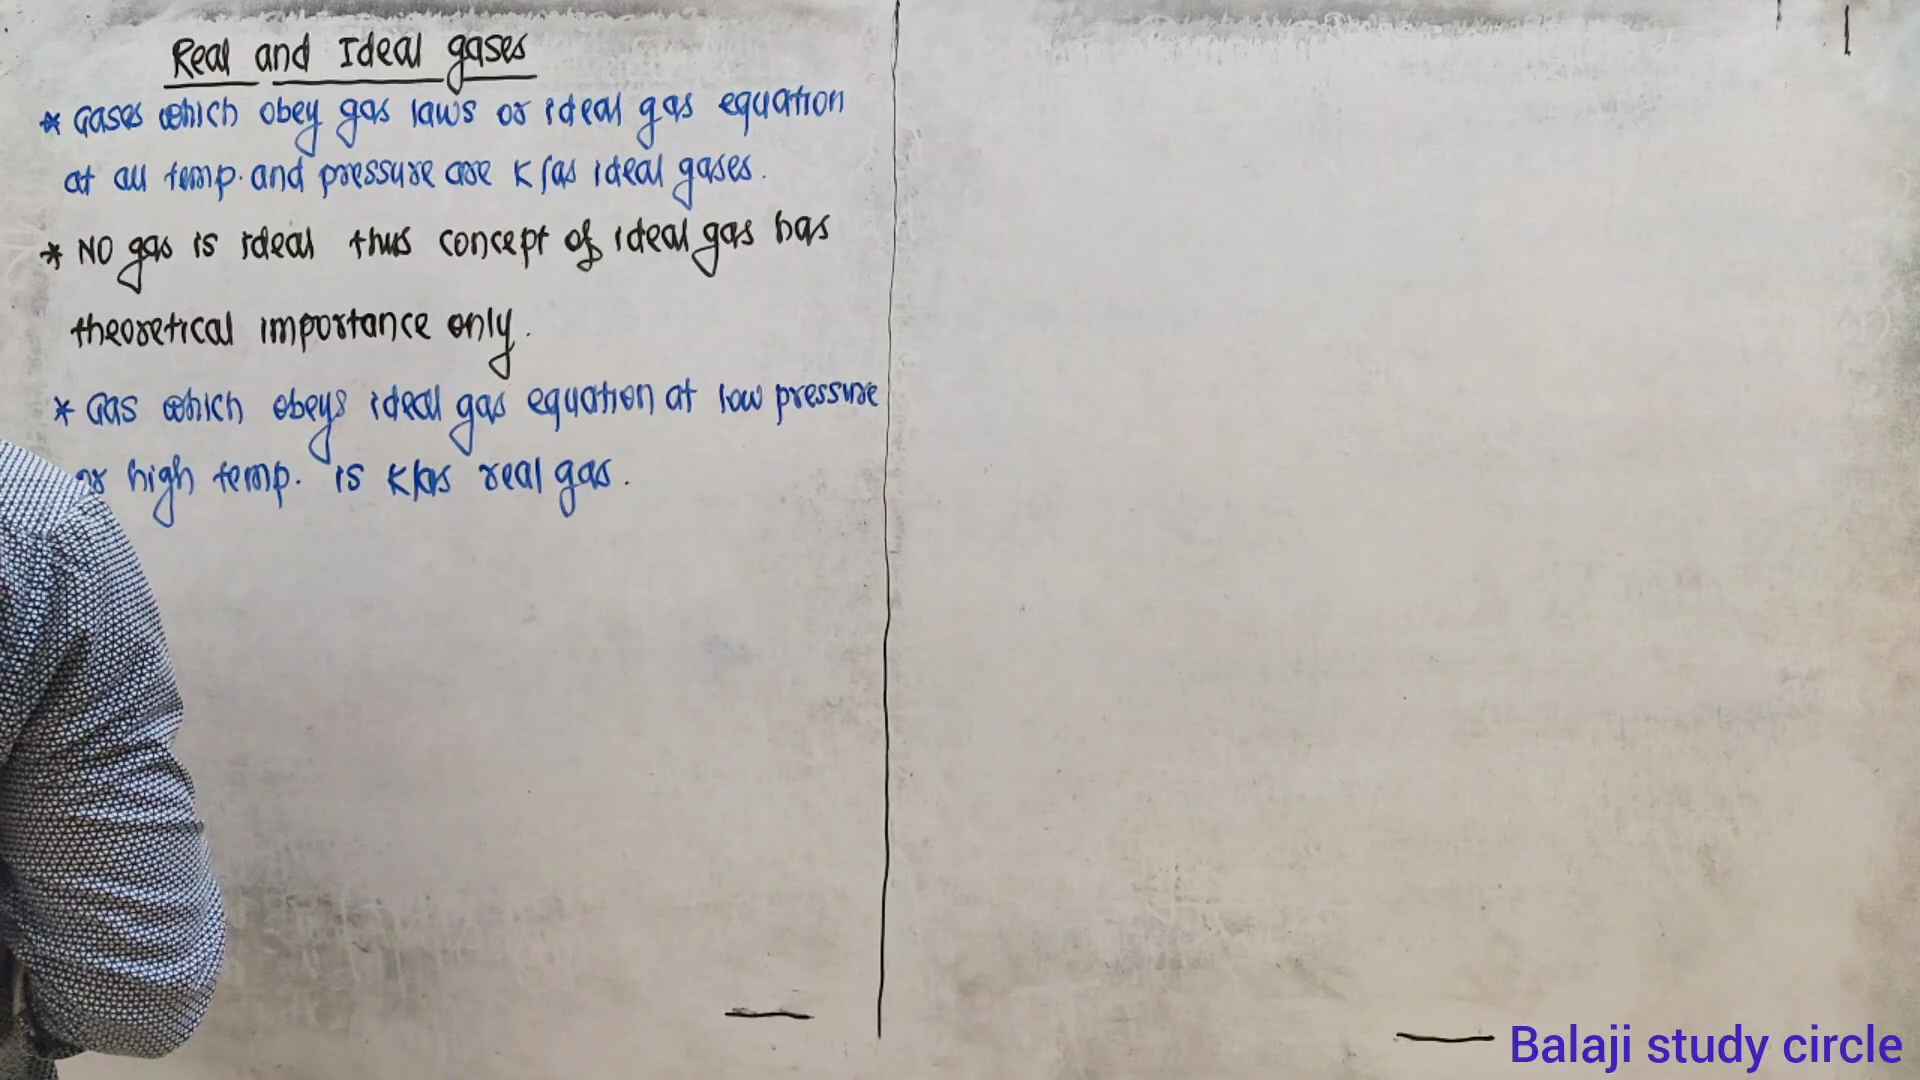 Real and Ideal gases
* Gases which obey gas laws or ideal gas equation
at all temp. and pressure are K/as ideal gases.
* NO gas is ideal thus concept of ideal gas has
theoretical importance only.
* Gas which obeys ideal gas equation at low pressure
or high temp. is K/as real gas.
Balaji study circle